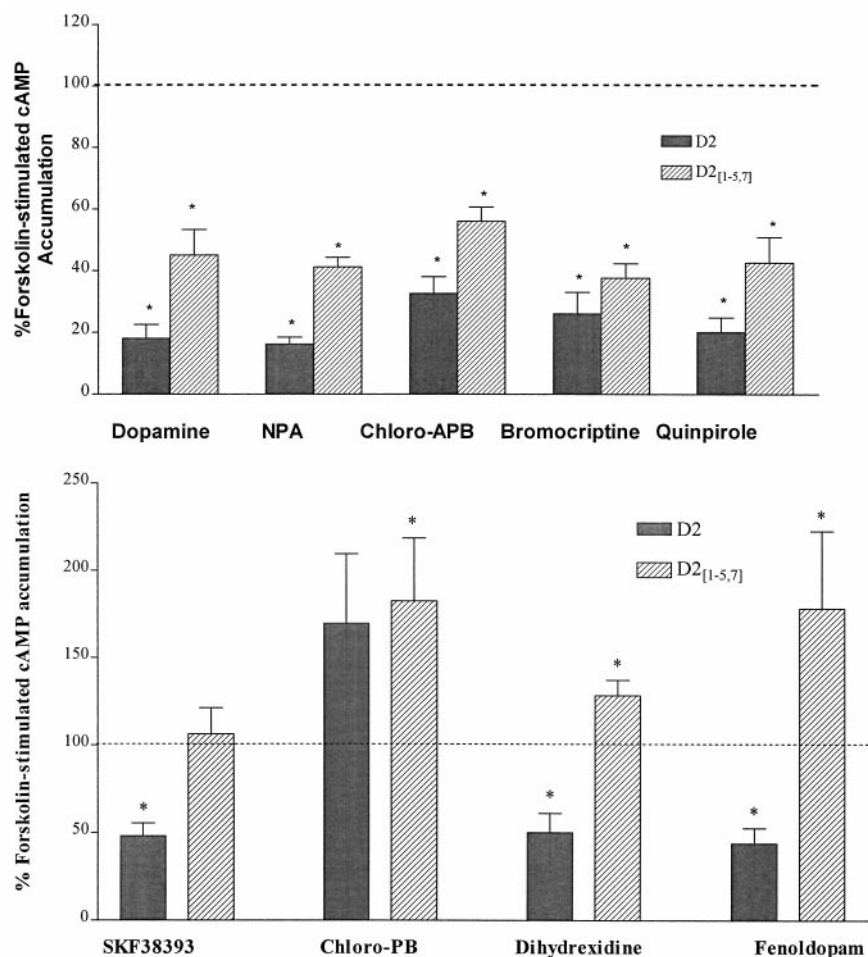 120
100
80
60
40
20
0
%Forskolin-stimulated cAMP
Accumulation
D2
D2[1-5,7]
* * * * * * * * * *
Dopamine NPA Chloro-APB Bromocriptine Quinpirole
250
200
150
100
50
0
% Forskolin-stimulated cAMP accumulation
D2
D2[1-5,7]
* * * * * *
SKF38393 Chloro-PB Dihydrexidine Fenoldopam